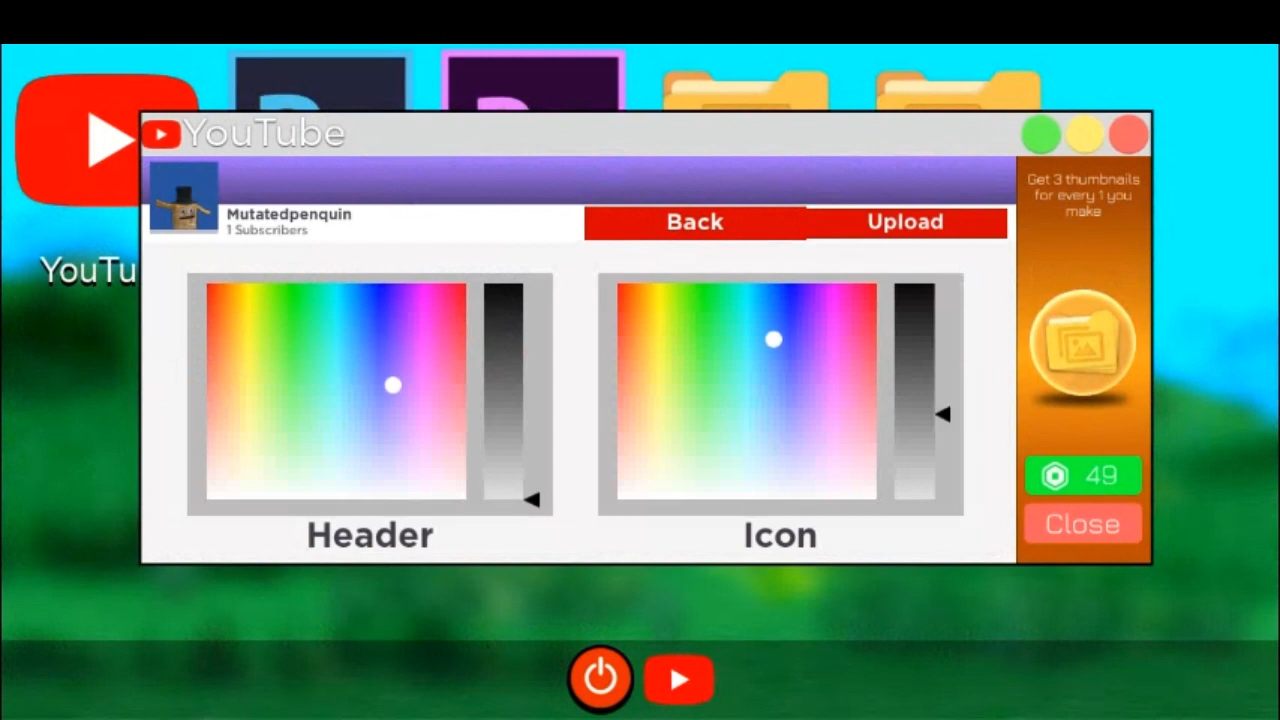 YouTube
Get 3 thumbnails
for every 1 you
make
Mutatedpenquin
1 Subscribers
Back
Upload
YouTu
Header
Icon
49
Close